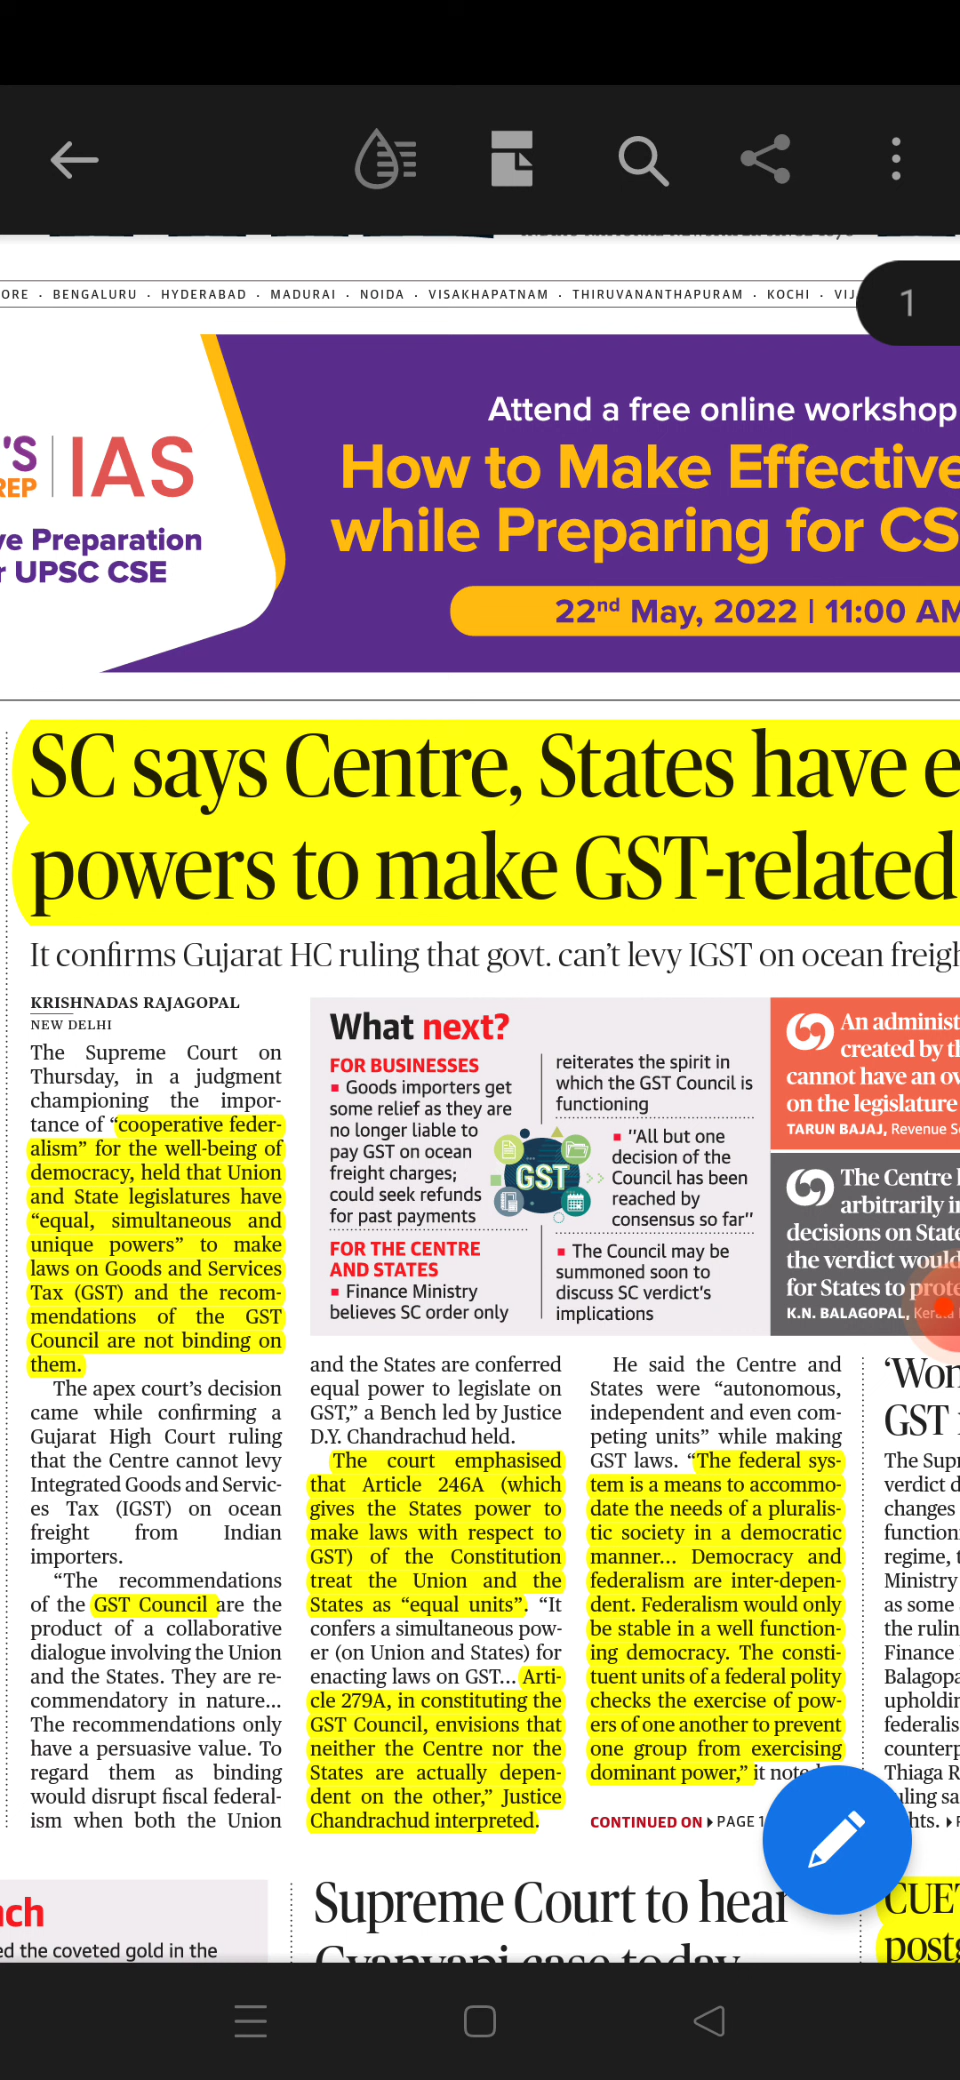 ORE · BENGALURU · HYDERABAD · MADURAI · NOIDA · VISAKHAPATNAM · THIRUVANANTHAPURAM · KOCHI · VIJ
1
'S IAS
REP
ve Preparation
r UPSC CSE
Attend a free online workshop
How to Make Effective
while Preparing for CS
22nd May, 2022 | 11:00 AM
SC says Centre, States have e
powers to make GST-related
It confirms Gujarat HC ruling that govt. can't levy IGST on ocean freigh
KRISHNADAS RAJAGOPAL
NEW DELHI
The Supreme Court on
Thursday, in a judgment
championing the impor-
tance of “cooperative feder-
alism” for the well-being of
democracy, held that Union
and State legislatures have
“equal, simultaneous and
unique powers” to make
laws on Goods and Services
Tax (GST) and the recom-
mendations of the GST
Council are not binding on
them.
The apex court’s decision
came while confirming a
Gujarat High Court ruling
that the Centre cannot levy
Integrated Goods and Servic-
es Tax (IGST) on ocean
freight from Indian
importers.
“The recommendations
of the GST Council are the
product of a collaborative
dialogue involving the Union
and the States. They are re-
commendatory in nature...
The recommendations only
have a persuasive value. To
regard them as binding
would disrupt fiscal federal-
ism when both the Union
What next?
FOR BUSINESSES
▪ Goods importers get
some relief as they are
no longer liable to
pay GST on ocean
freight charges;
could seek refunds
for past payments
FOR THE CENTRE
AND STATES
▪ Finance Ministry
believes SC order only
GST
reiterates the spirit in
which the GST Council is
functioning
▪ "All but one
decision of the
Council has been
reached by
consensus so far"
▪ The Council may be
summoned soon to
discuss SC verdict's
implications
An administ
created by th
cannot have an ov
on the legislature
TARUN BAJAJ, Revenue Se
The Centre
arbitrarily i
decisions on State
the verdict would
for States to prote
K.N. BALAGOPAL, Kerala
and the States are conferred
equal power to legislate on
GST,” a Bench led by Justice
D.Y. Chandrachud held.
The court emphasised
that Article 246A (which
gives the States power to
make laws with respect to
GST) of the Constitution
treat the Union and the
States as “equal units”. “It
confers a simultaneous pow-
er (on Union and States) for
enacting laws on GST... Arti-
cle 279A, in constituting the
GST Council, envisions that
neither the Centre nor the
States are actually depen-
dent on the other,” Justice
Chandrachud interpreted.
He said the Centre and
States were “autonomous,
independent and even com-
peting units” while making
GST laws. “The federal sys-
tem is a means to accommo-
date the needs of a pluralis-
tic society in a democratic
manner... Democracy and
federalism are inter-depen-
dent. Federalism would only
be stable in a well function-
ing democracy. The consti-
tuent units of a federal polity
checks the exercise of pow-
ers of one another to prevent
one group from exercising
dominant power,” it noted
CONTINUED ON ▸ PAGE 1
‘Won
GST
The Supr
verdict d
changes
function
regime, t
Ministry
as some
the rulin
Finance
Balagopa
upholdin
federalis
counterp
Thiaga R
uling sa
hts. ▸
ch
ed the coveted gold in the
Supreme Court to hear
Gyanvapi case today
CUET
postg